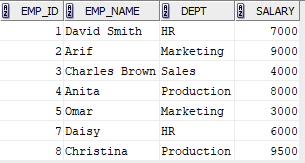 EMP_ID EMP_NAME DEPT SALARY
1 David Smith HR 7000
2 Arif Marketing 9000
3 Charles Brown Sales 4000
4 Anita Production 8000
5 Omar Marketing 3000
7 Daisy HR 6000
8 Christina Production 9500